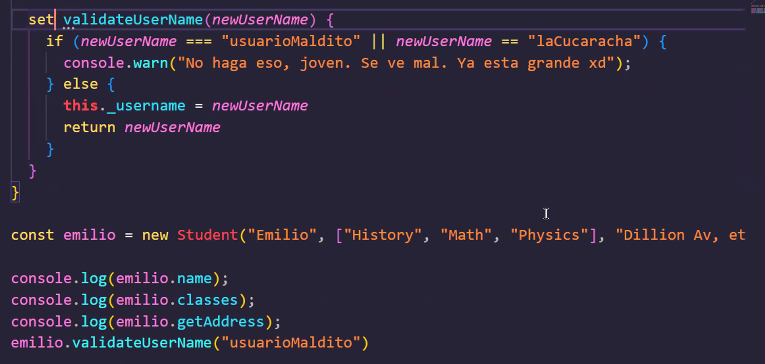 set validateUserName(newUserName) {
if (newUserName === "usuarioMaldito" || newUserName == "laCucaracha") {
console.warn("No haga eso, joven. Se ve mal. Ya esta grande xd");
} else {
this._username = newUserName
return newUserName
}
}
}
const emilio = new Student("Emilio", ["History", "Math", "Physics"], "Dillion Av, et
console.log(emilio.name);
console.log(emilio.classes);
console.log(emilio.getAddress);
emilio.validateUserName("usuarioMaldito")